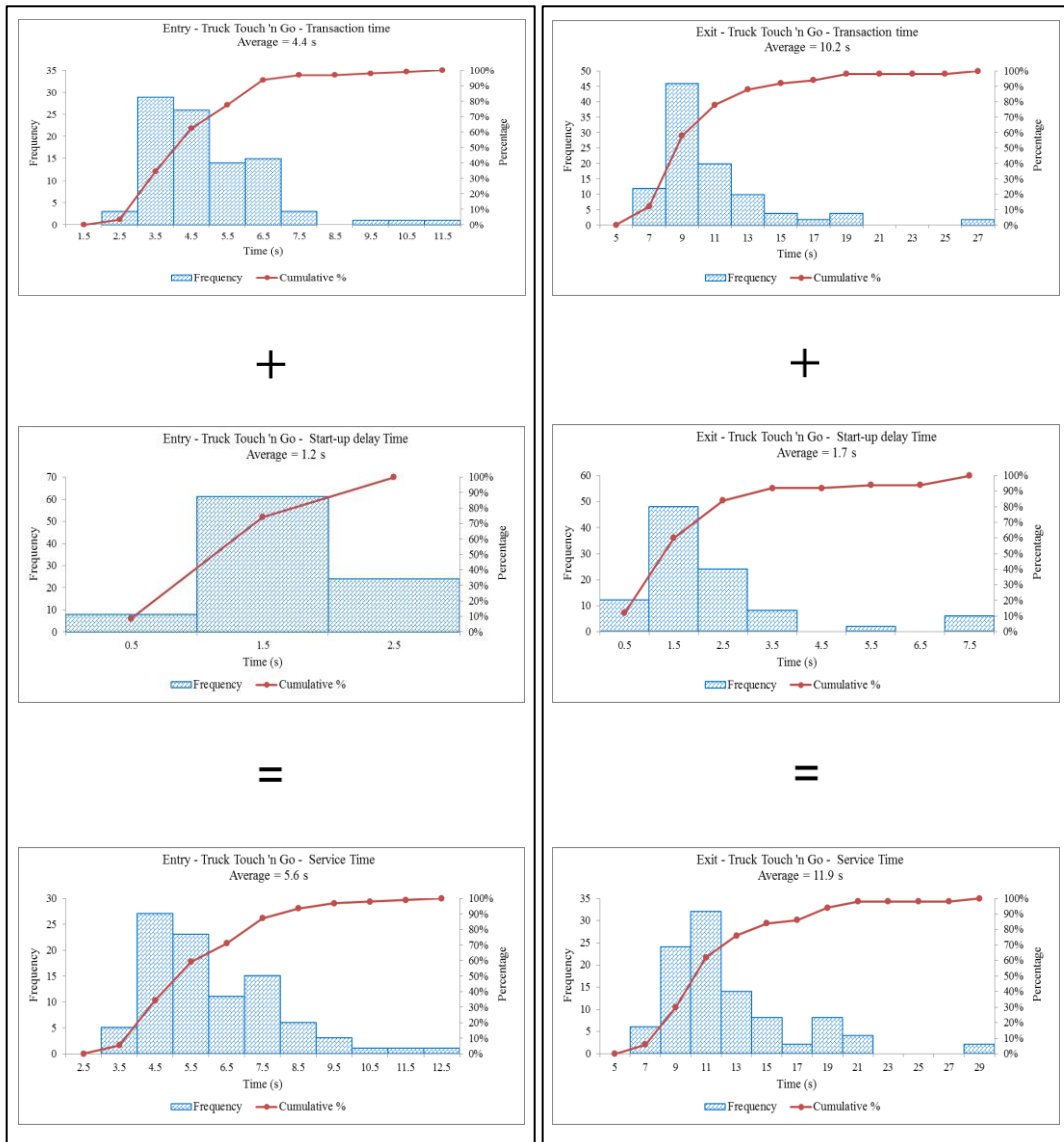 Entry - Truck Touch 'n Go - Transaction time
Average = 4.4 s
35
30
25
20
15
10
5
0
Frequency
100%
90%
80%
70%
60%
50%
40%
30%
20%
10%
0%
Percentage
1.5 2.5 3.5 4.5 5.5 6.5 7.5 8.5 9.5 10.5 11.5
Time (s)
Frequency Cumulative %
+
Entry - Truck Touch 'n Go - Start-up delay Time
Average = 1.2 s
70
60
50
40
30
20
10
0
Frequency
100%
90%
80%
70%
60%
50%
40%
30%
20%
10%
0%
Percentage
0.5 1.5 2.5
Time (s)
Frequency Cumulative %
=
Entry - Truck Touch 'n Go - Service Time
Average = 5.6 s
30
25
20
15
10
5
0
Frequency
100%
90%
80%
70%
60%
50%
40%
30%
20%
10%
0%
Percentage
2.5 3.5 4.5 5.5 6.5 7.5 8.5 9.5 10.5 11.5 12.5
Time (s)
Frequency Cumulative %
Exit - Truck Touch 'n Go - Transaction time
Average = 10.2 s
50
45
40
35
30
25
20
15
10
5
0
Frequency
100%
90%
80%
70%
60%
50%
40%
30%
20%
10%
0%
Percentage
5 7 9 11 13 15 17 19 21 23 25 27
Time (s)
Frequency Cumulative %
+
Exit - Truck Touch 'n Go - Start-up delay Time
Average = 1.7 s
60
50
40
30
20
10
0
Frequency
100%
90%
80%
70%
60%
50%
40%
30%
20%
10%
0%
Percentage
0.5 1.5 2.5 3.5 4.5 5.5 6.5 7.5
Time (s)
Frequency Cumulative %
=
Exit - Truck Touch 'n Go - Service Time
Average = 11.9 s
35
30
25
20
15
10
5
0
Frequency
100%
90%
80%
70%
60%
50%
40%
30%
20%
10%
0%
Percentage
5 7 9 11 13 15 17 19 21 23 25 27 29
Time (s)
Frequency Cumulative %